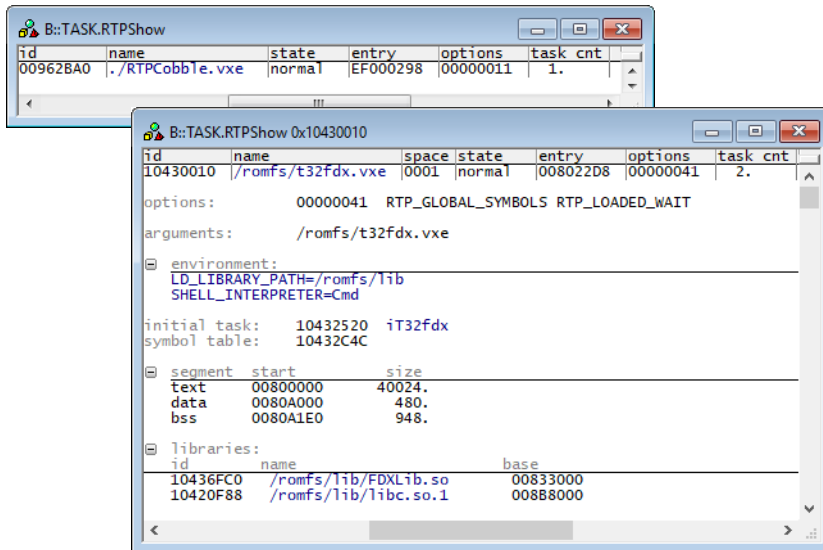 B::TASK.RTPShow
id name state entry options task cnt
00962BA0 ./RTPCobble.vxe normal EF000298 00000011 1.
B::TASK.RTPShow 0x10430010
id name space state entry options task cnt
10430010 /romfs/t32fdx.vxe 0001 normal 008022D8 00000041 2.
options: 00000041 RTP_GLOBAL_SYMBOLS RTP_LOADED_WAIT
arguments: /romfs/t32fdx.vxe
environment:
LD_LIBRARY_PATH=/romfs/lib
SHELL_INTERPRETER=Cmd
initial task: 10432520 iT32fdx
symbol table: 10432C4C
segment start size
text 00800000 40024.
data 0080A000 480.
bss 0080A1E0 948.
libraries:
id name base
10436FC0 /romfs/lib/FDXLib.so 00833000
10420F88 /romfs/lib/libc.so.1 008B8000